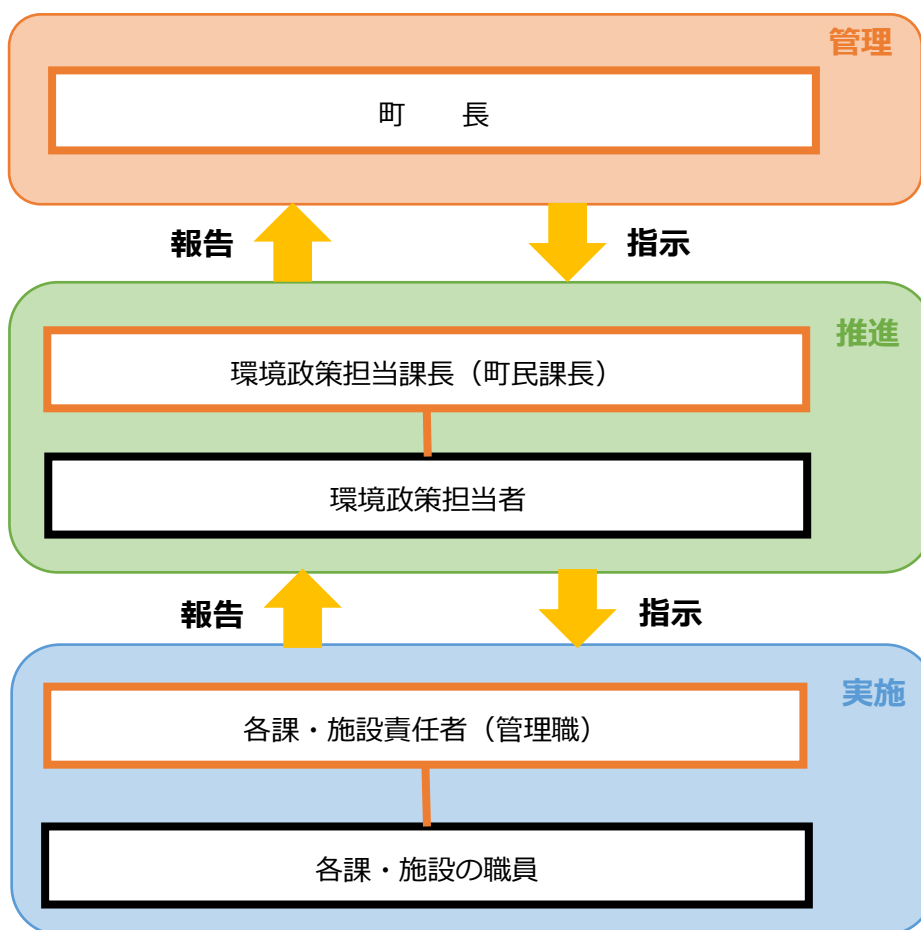 管理
町　　長
報告
指示
推進
環境政策担当課長（町民課長）
環境政策担当者
報告
指示
実施
各課・施設責任者（管理職）
各課・施設の職員